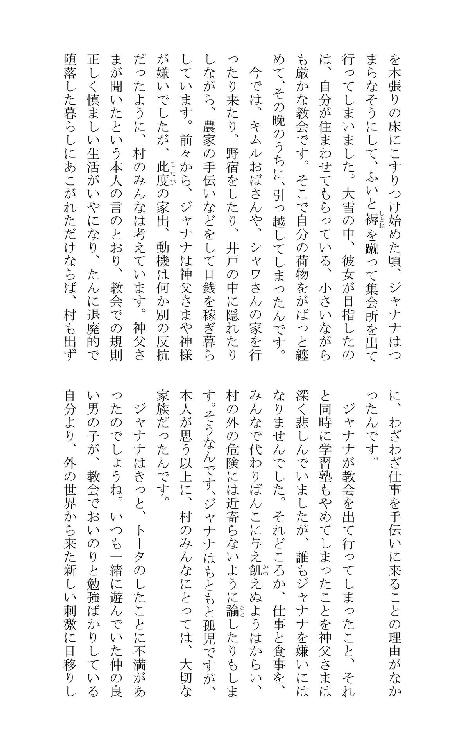 を木張りの床にこすりつけ始めた頃、ジャナナはつ
まらなそうにして、ふいと褥を蹴って集会所を出て
しとね
行ってしまいました。大雪の中、彼女が目指したの
は、自分が住まわせてもらっている、小さいながら
も厳かな教会です。そこで自分の荷物をがばっと纏
めて、その晩のうちに、引っ越してしまったんです。
　今では、キムルおばさんや、シャワさんの家を行
ったり来たり、野宿をしたり、井戸の中に隠れたり
しながら、農家の手伝いなどをして日銭を稼ぎ暮ら
しています。前々から、ジャナナは神父さまや神様
が嫌いでしたが、此度の家出、動機は何か別の反抗
こたび
だったように、村のみんなは考えています。神父さ
まが聞いたという本人の言のとおり、教会での規則
正しく慎ましい生活がいやになり、たんに退廃的で
堕落した暮らしにあこがれただけならば、村も出ず
に、わざわざ仕事を手伝いに来ることの理由がなか
ったんです。
　ジャナナが教会を出て行ってしまったこと、それ
と同時に学習塾もやめてしまったことを神父さまは
深く悲しんでいましたが、誰もジャナナを嫌いには
なりませんでした。それどころか、仕事と食事を、
みんなで代わりばんこに与え飢えぬようはからい、
村の外の危険には近寄らないように諭したりもしま
さと
す。そうなんです、ジャナナはもともと孤児ですが、
本人が思う以上に、村のみんなにとっては、大切な
家族だったんです。
　ジャナナはきっと、トータのしたことに不満があ
ったのでしょうね。いつも一緒に遊んでいた仲の良
い男の子が、教会でおいのりと勉強ばかりしている
自分より、外の世界から来た新しい刺激に目移りし